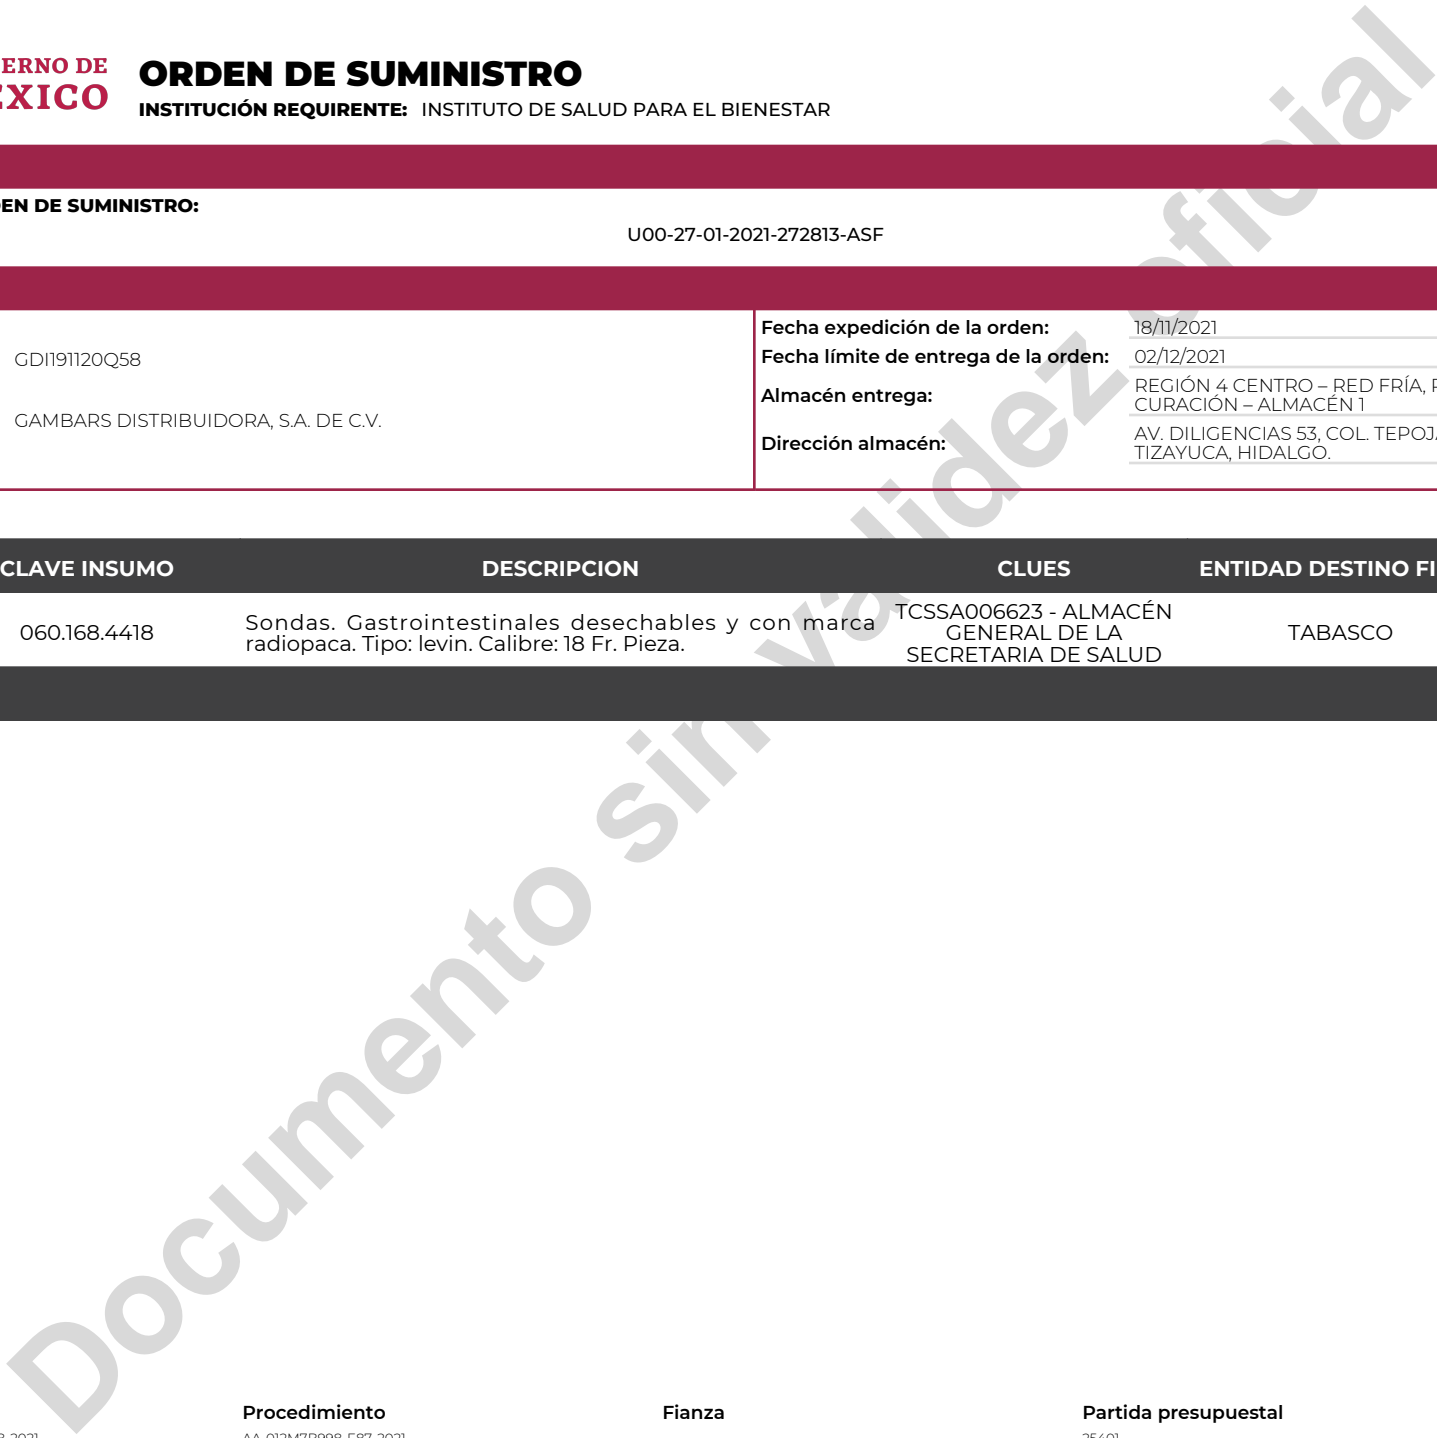 ERNO DE
ÉXICO
ORDEN DE SUMINISTRO
INSTITUCIÓN REQUIRENTE: INSTITUTO DE SALUD PARA EL BIENESTAR
EN DE SUMINISTRO:
U00-27-01-2021-272813-ASF
GDI191120Q58
GAMBARS DISTRIBUIDORA, S.A. DE C.V.
Fecha expedición de la orden: 18/11/2021
Fecha límite de entrega de la orden: 02/12/2021
Almacén entrega: REGIÓN 4 CENTRO – RED FRÍA,
CURACIÓN – ALMACÉN 1
Dirección almacén: AV. DILIGENCIAS 53, COL. TEPOJ
TIZAYUCA, HIDALGO.
CLAVE INSUMO DESCRIPCION CLUES ENTIDAD DESTINO FI
060.168.4418
Sondas. Gastrointestinales desechables y con marca
radiopaca. Tipo: levin. Calibre: 18 Fr. Pieza.
TCSSA006623 - ALMACÉN
GENERAL DE LA
SECRETARIA DE SALUD
TABASCO
Documento sin validez oficial
Procedimiento Fianza Partida presupuestal